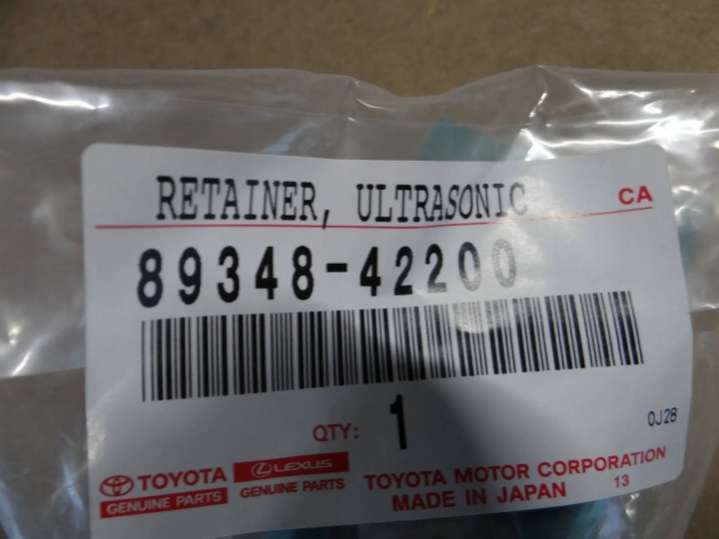 RETAINER, ULTRASONIC CA
89348-42200
QTY: 1
0J28
TOYOTA LEXUS
GENUINE PARTS GENUINE PARTS
TOYOTA MOTOR CORPORATION
MADE IN JAPAN 13